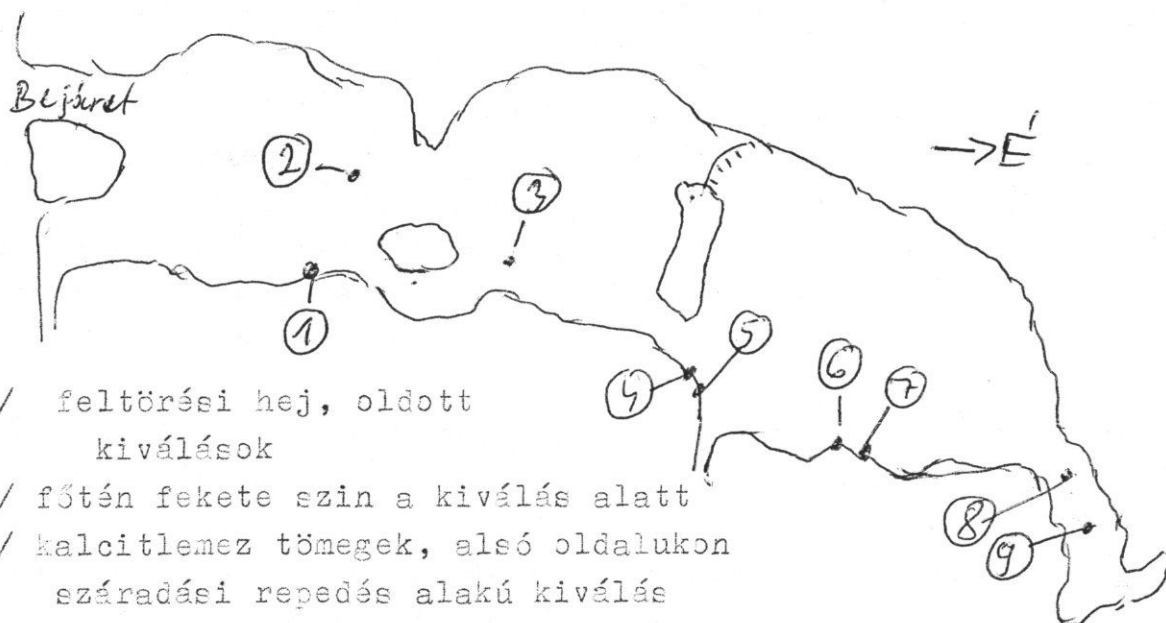 Bejárat
2
3
→ É
1
4
5
6
7
8
9
/ feltörési hej, oldott
kiválások
/ főtén fekete szin a kiválás alatt
/ kalcitlemez tömegek, alsó oldalukon
száradási repedés alakú kiválás